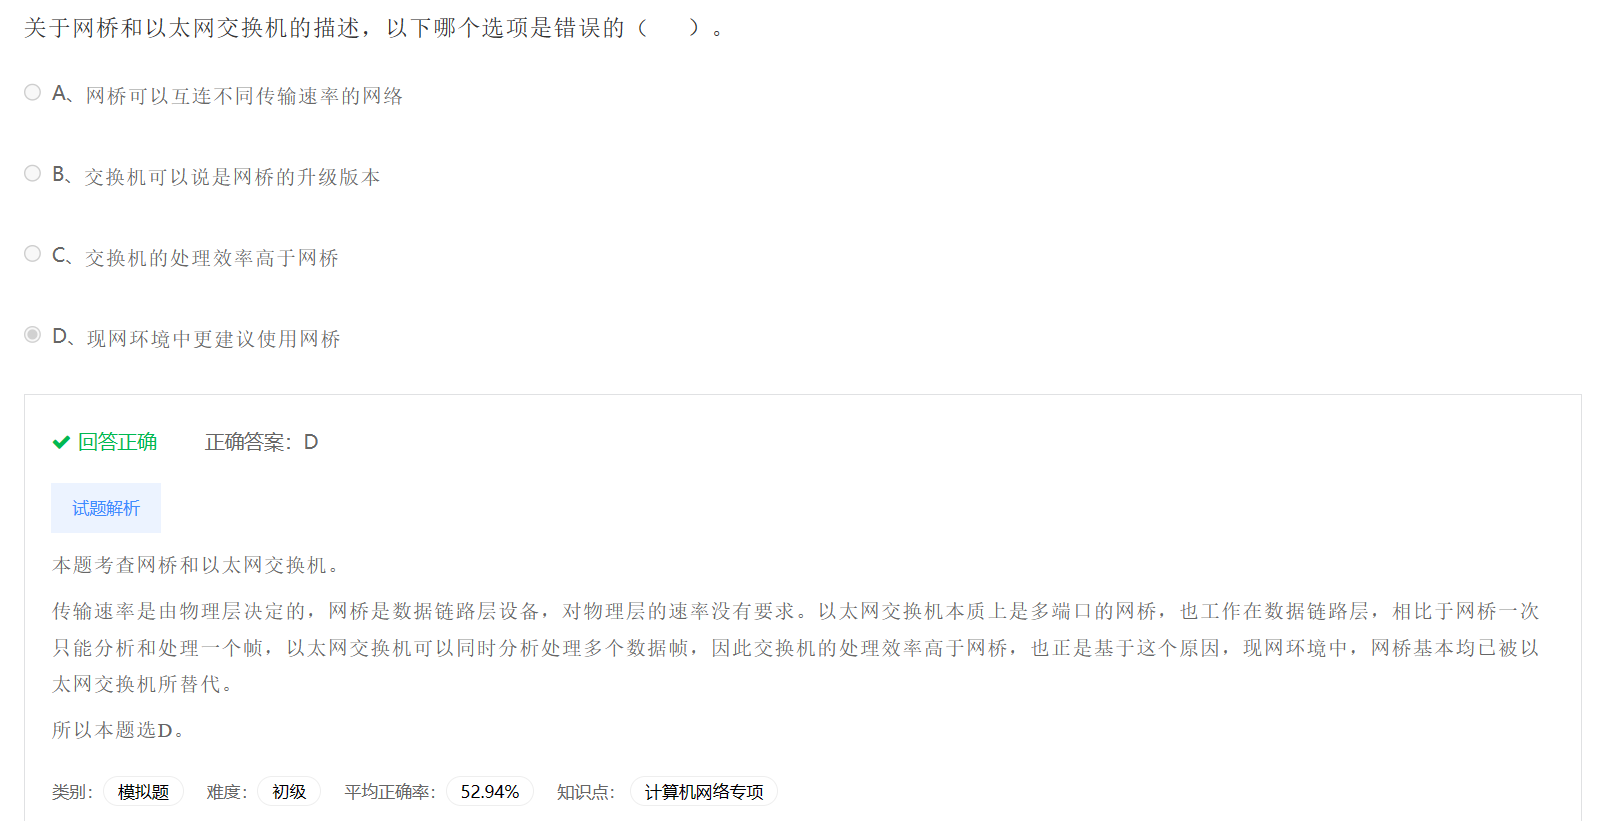 关于网桥和以太网交换机的描述，以下哪个选项是错误的（　　）。
A、网桥可以互连不同传输速率的网络
B、交换机可以说是网桥的升级版本
C、交换机的处理效率高于网桥
D、现网环境中更建议使用网桥
回答正确 正确答案：D
试题解析
本题考查网桥和以太网交换机。
传输速率是由物理层决定的，网桥是数据链路层设备，对物理层的速率没有要求。以太网交换机本质上是多端口的网桥，也工作在数据链路层，相比于网桥一次
只能分析和处理一个帧，以太网交换机可以同时分析处理多个数据帧，因此交换机的处理效率高于网桥，也正是基于这个原因，现网环境中，网桥基本均已被以
太网交换机所替代。
所以本题选D。
类别： 模拟题 难度： 初级 平均正确率： 52.94% 知识点： 计算机网络专项